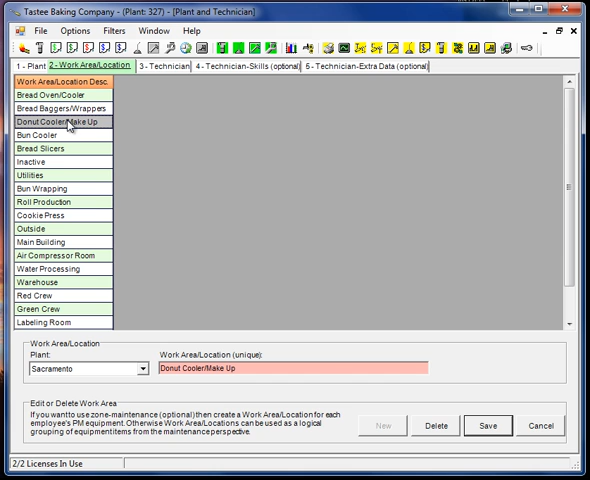 Tastee Baking Company - (Plant: 327) - [Plant and Technician]
File Options Filters Window Help
1 - Plant 2 - Work Area/Location 3 - Technician 4 - Technician-Skills (optional) 5 - Technician-Extra Data (optional)
Work Area/Location Desc.
Bread Oven/Cooler
Bread Baggers/Wrappers
Donut Cooler/Make Up
Bun Cooler
Bread Slicers
Inactive
Utilities
Bun Wrapping
Roll Production
Cookie Press
Outside
Main Building
Air Compressor Room
Water Processing
Warehouse
Red Crew
Green Crew
Labeling Room
Work Area/Location
Plant: Work Area/Location (unique):
Sacramento Donut Cooler/Make Up
Edit or Delete Work Area
If you want to use zone-maintenance (optional) then create a Work Area/Location for each
employee's PM equipment. Otherwise Work Area/Locations can be used as a logical
grouping of equipment items from the maintenance perspective.
New Delete Save Cancel
2/2 Licenses In Use